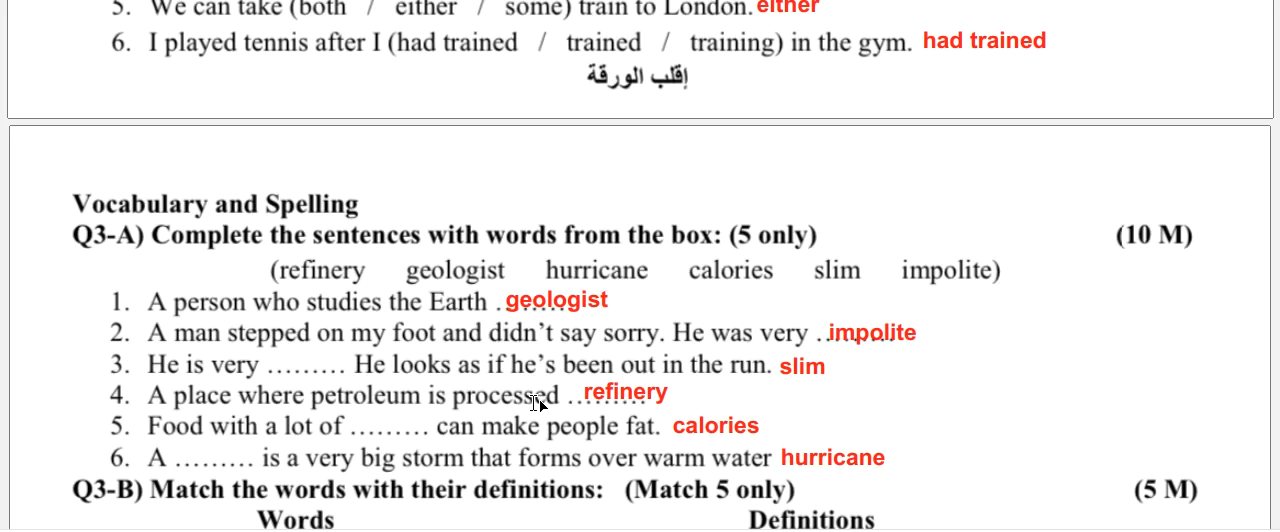 5. We can take (both / either / some) train to London. either
6. I played tennis after I (had trained / trained / training) in the gym. had trained
إقلب الورقة
Vocabulary and Spelling
Q3-A) Complete the sentences with words from the box: (5 only) (10 M)
(refinery geologist hurricane calories slim impolite)
1. A person who studies the Earth ......... geologist
2. A man stepped on my foot and didn't say sorry. He was very ......... impolite
3. He is very ......... He looks as if he's been out in the run. slim
4. A place where petroleum is processed ......... refinery
5. Food with a lot of ......... can make people fat. calories
6. A ......... is a very big storm that forms over warm water hurricane
Q3-B) Match the words with their definitions: (Match 5 only) (5 M)
Words Definitions